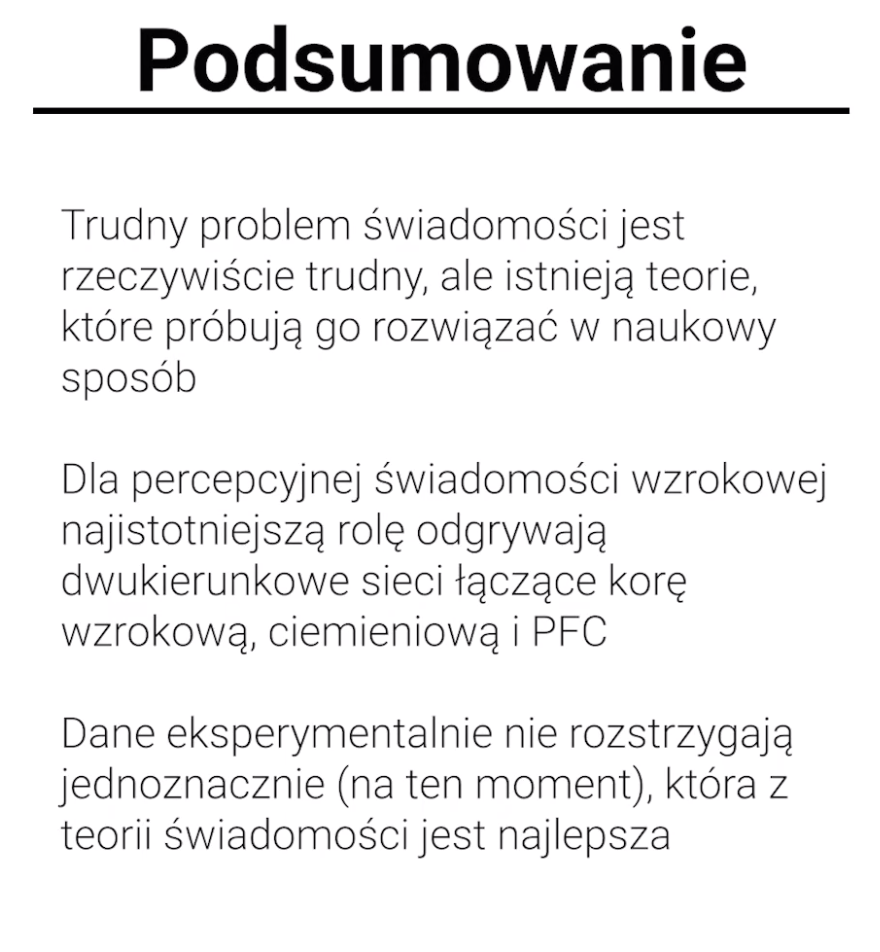 Podsumowanie
Trudny problem świadomości jest
rzeczywiście trudny, ale istnieją teorie,
które próbują go rozwiązać w naukowy
sposób
Dla percepcyjnej świadomości wzrokowej
najistotniejszą rolę odgrywają
dwukierunkowe sieci łączące korę
wzrokową, ciemieniową i PFC
Dane eksperymentalnie nie rozstrzygają
jednoznacznie (na ten moment), która z
teorii świadomości jest najlepsza